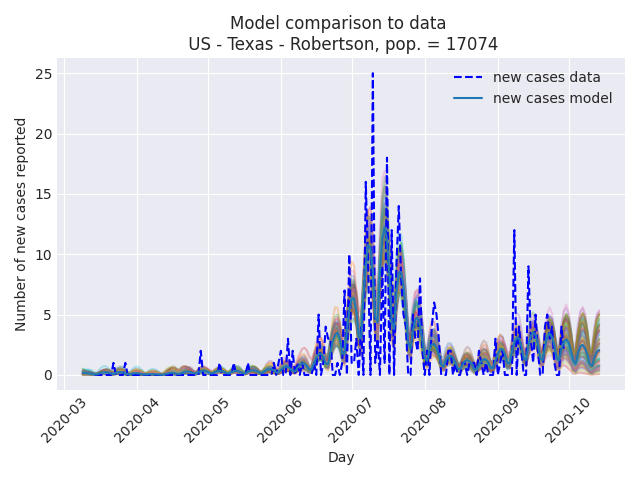 Model comparison to data
US - Texas - Robertson, pop. = 17074
new cases data
new cases model
Number of new cases reported
25
20
15
10
5
0
2020-03
2020-04
2020-05
2020-06
2020-07
2020-08
2020-09
2020-10
Day